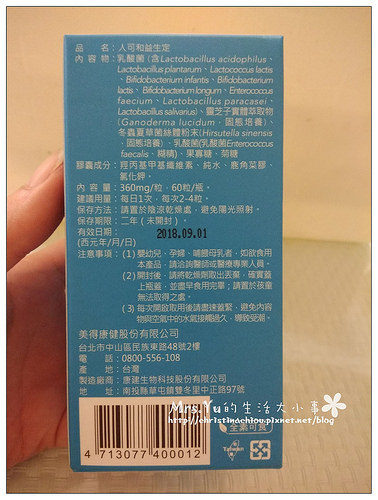 品　　名：人可和益生定
內 容 物：乳酸菌 (含Lactobacillus acidophilus,
Lactobacillus plantarum、Lactococcus lactis
、Bifidobacterium infantis、Bifidobacterium
lactis、Bifidobacterium longum、Enterococcus
faecium、Lactobacillus paracasei、
Lactobacillus salivarius)、靈芝子實體萃取物
(Ganoderma lucidum，固態培養)、
冬蟲夏草菌絲體粉末(Hirsutella sinensis
、固態培養)、乳酸菌(乳酸菌Enterococcus
faecalis、糊精)、果寡糖、菊糖
膠囊成分：羥丙基甲基纖維素，純水，鹿角菜膠，
氯化鉀。
內 容 量：360mg/粒，60粒/瓶。
建議用量：每日1次，每次2-4粒。
保存方法：請置於陰涼乾燥處，避免陽光照射。
保存期限：二年（未開封）。
有效日期： 2018.09.01
(西元年/月/日)
注意事項：(1) 嬰幼兒、孕婦、哺餵母乳者，如欲食用
本產品，請洽詢醫師或醫療專業人員。
(2) 開封後，請將乾燥劑取出丟棄，確實蓋
上瓶蓋，並盡早食用完畢；請置於孩童
無法取得之處。
(3) 每次開啟取用後請盡速蓋緊，避免內容
物與空氣中的水氣接觸過久，導致受潮。
美得康健股份有限公司
台北市中山區民族東路48號2樓
電　　話：0800-556-108
產　　地：台灣
製造廠商：康建生物科技股份有限公司
地　　址：南投縣草屯鎮雙冬里中正路97號
Mrs.Yu的生活大小事
http://christinachiou.pixnet.net/blog
4 713077 400012
全素可食
Taiwan